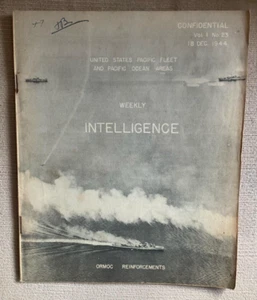 CONFIDENTIAL
Vol. 1 No. 23
18 DEC. 1944
UNITED STATES PACIFIC FLEET
AND PACIFIC OCEAN AREAS
WEEKLY
INTELLIGENCE
ORMOC REINFORCEMENTS